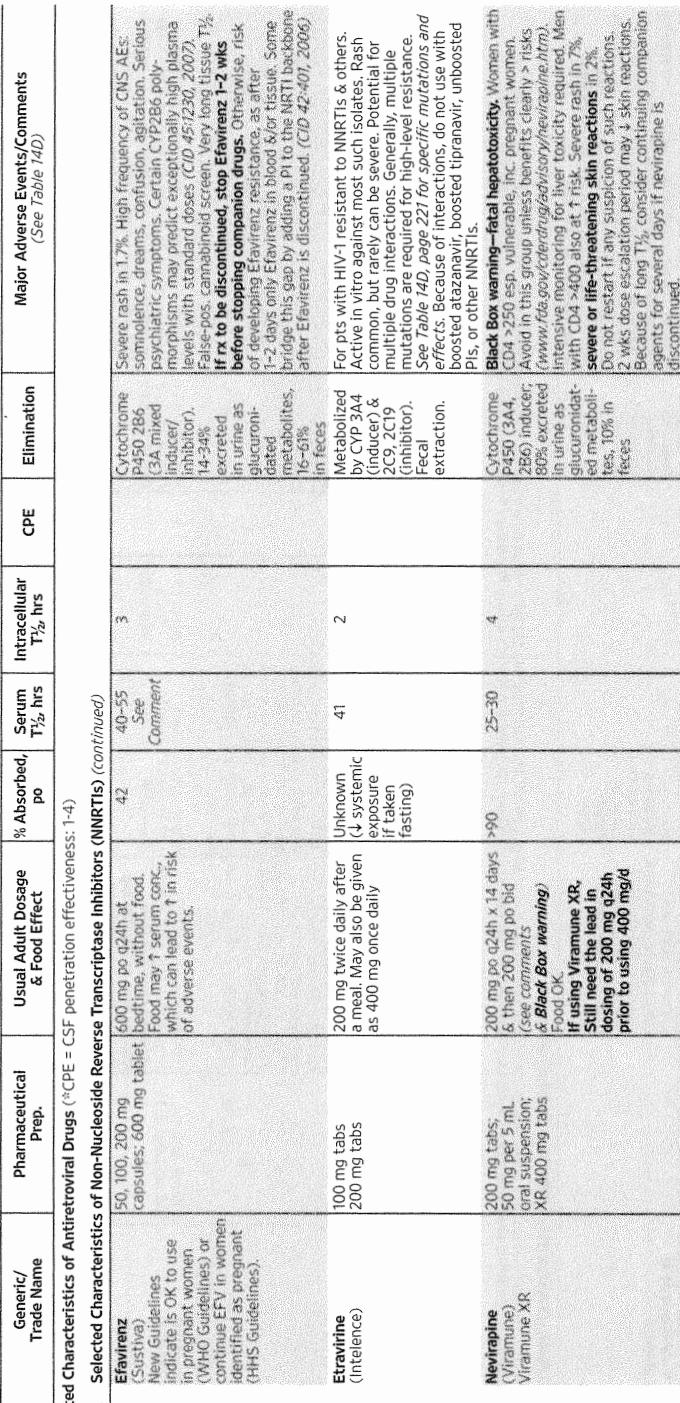 Generic/
Trade Name
Pharmaceutical
Prep.
Usual Adult Dosage
& Food Effect
% Absorbed,
po
Serum
T½, hrs
Intracellular
T½, hrs
CPE
Elimination
Major Adverse Events/Comments
(See Table 14D)
ted Characteristics of Antiretroviral Drugs (*CPE = CSF penetration effectiveness: 1-4)
Selected Characteristics of Non-Nucleoside Reverse Transcriptase Inhibitors (NNRTIs) (continued)
Efavirenz
(Sustiva)
New Guidelines
indicate is OK to use
in pregnant women
(WHO Guidelines) or
continue EFV in women
identified as pregnant
(HHS Guidelines).
50, 100, 200 mg
capsules; 600 mg tablet
600 mg po q24h at
bedtime, without food.
Food may ↑ serum conc.,
which can lead to ↑ in risk
of adverse events.
42
40–55
See
Comment
3
Cytochrome
P450 2B6
(3A mixed
inducer/
inhibitor).
14-34%
excreted
in urine as
glucuroni-
dated
metabolites,
16–61%
in feces
Severe rash in 1.7%. High frequency of CNS AEs:
somnolence, dreams, confusion, agitation. Serious
psychiatric symptoms. Certain CYP2B6 poly-
morphisms may predict exceptionally high plasma
levels with standard doses (CID 45:1230, 2007).
False-pos. cannabinoid screen. Very long tissue T½.
If rx to be discontinued, stop Efavirenz 1–2 wks
before stopping companion drugs. Otherwise, risk
of developing Efavirenz resistance, as after
1–2 days only Efavirenz in blood &/or tissue. Some
bridge this gap by adding a PI to the NRTI backbone
after Efavirenz is discontinued. (CID 42:401, 2006)
Etravirine
(Intelence)
100 mg tabs
200 mg tabs
200 mg twice daily after
a meal. May also be given
as 400 mg once daily
Unknown
(↓ systemic
exposure
if taken
fasting)
41
2
Metabolized
by CYP 3A4
(inducer) &
2C9, 2C19
(inhibitor).
Fecal
extraction.
For pts with HIV-1 resistant to NNRTIs & others.
Active in vitro against most such isolates. Rash
common, but rarely can be severe. Potential for
multiple drug interactions. Generally, multiple
mutations are required for high-level resistance.
See Table 14D, page 221 for specific mutations and
effects. Because of interactions, do not use with
boosted atazanavir, boosted tipranavir, unboosted
PIs, or other NNRTIs.
Nevirapine
(Viramune)
Viramune XR
200 mg tabs;
50 mg per 5 mL
oral suspension;
XR 400 mg tabs
200 mg po q24h x 14 days
& then 200 mg po bid
(see comments
& Black Box warning)
Food OK
If using Viramune XR,
Still need the lead in
dosing of 200 mg q24h
prior to using 400 mg/d
>90
25–30
4
Cytochrome
P450 (3A4,
2B6) inducer;
80% excreted
in urine as
glucuronidat-
ed metaboli-
tes, 10% in
feces
Black Box warning—fatal hepatotoxicity. Women with
CD4 >250 esp. vulnerable, inc. pregnant women.
Avoid in this group unless benefits clearly > risks
(www.fda.gov/cder/drug/advisory/nevirapine.htm).
Intensive monitoring for liver toxicity required. Men
with CD4 >400 also at ↑ risk. Severe rash in 7%,
severe or life-threatening skin reactions in 2%.
Do not restart if any suspicion of such reactions.
2 wks dose escalation period may ↓ skin reactions.
Because of long T½, consider continuing companion
agents for several days if nevirapine is
discontinued.